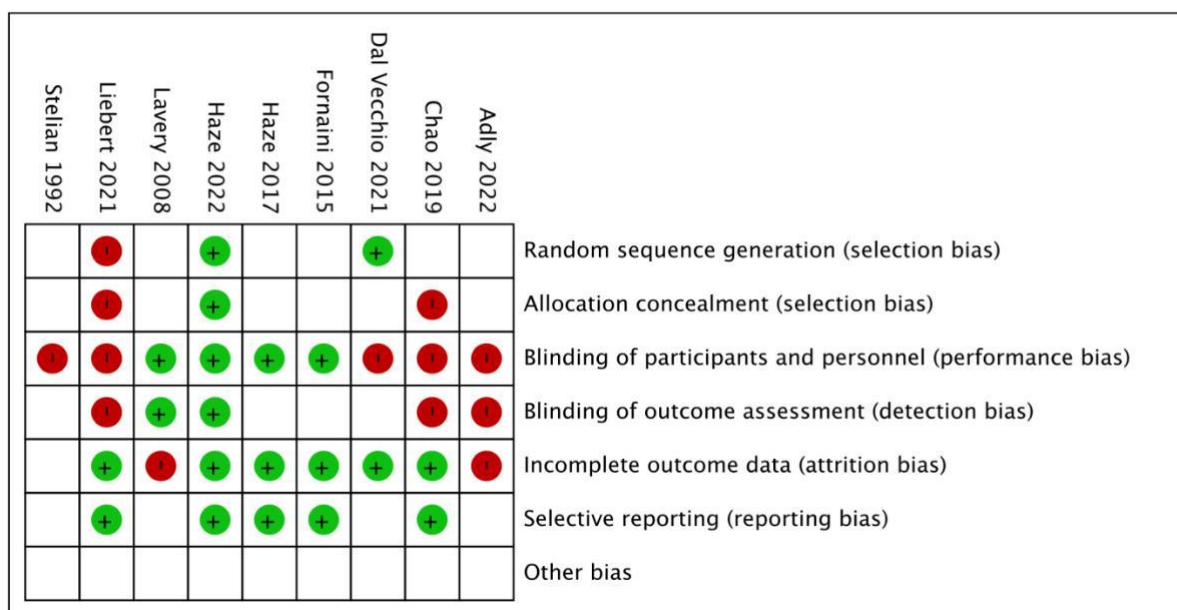 Stelian 1992
Liebert 2021
Lavery 2008
Haze 2022
Haze 2017
Fornaini 2015
Dal Vecchio 2021
Chao 2019
Adly 2022
- + + Random sequence generation (selection bias)
- + - Allocation concealment (selection bias)
- - + + + + - - - Blinding of participants and personnel (performance bias)
- + + - - Blinding of outcome assessment (detection bias)
+ - + + + + + - Incomplete outcome data (attrition bias)
+ + + + + Selective reporting (reporting bias)
Other bias